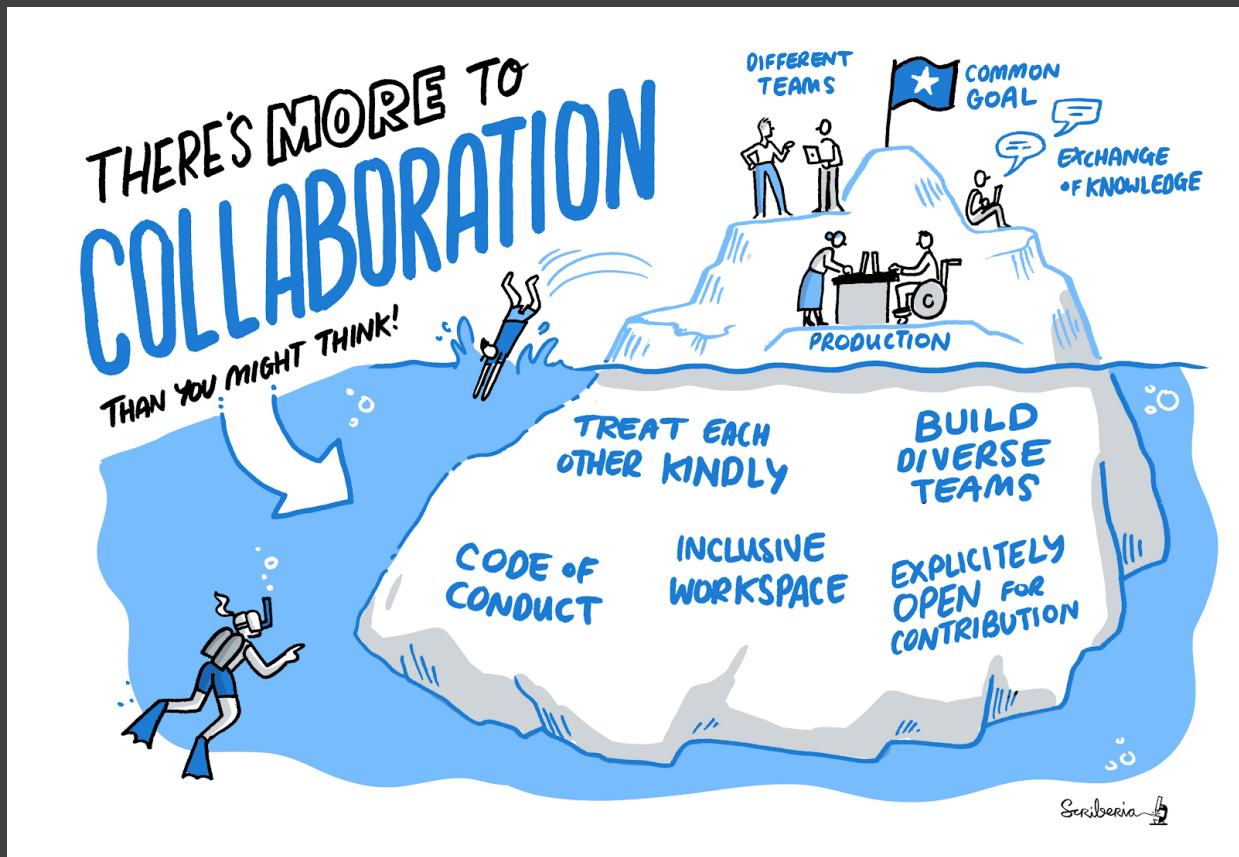 THERE'S MORE TO
COLLABORATION
THAN YOU MIGHT THINK!
DIFFERENT
TEAMS
COMMON
GOAL
EXCHANGE
OF KNOWLEDGE
PRODUCTION
TREAT EACH
OTHER KINDLY
BUILD
DIVERSE
TEAMS
CODE OF
CONDUCT
INCLUSIVE
WORKSPACE
EXPLICITELY
OPEN FOR
CONTRIBUTION
Scriberia